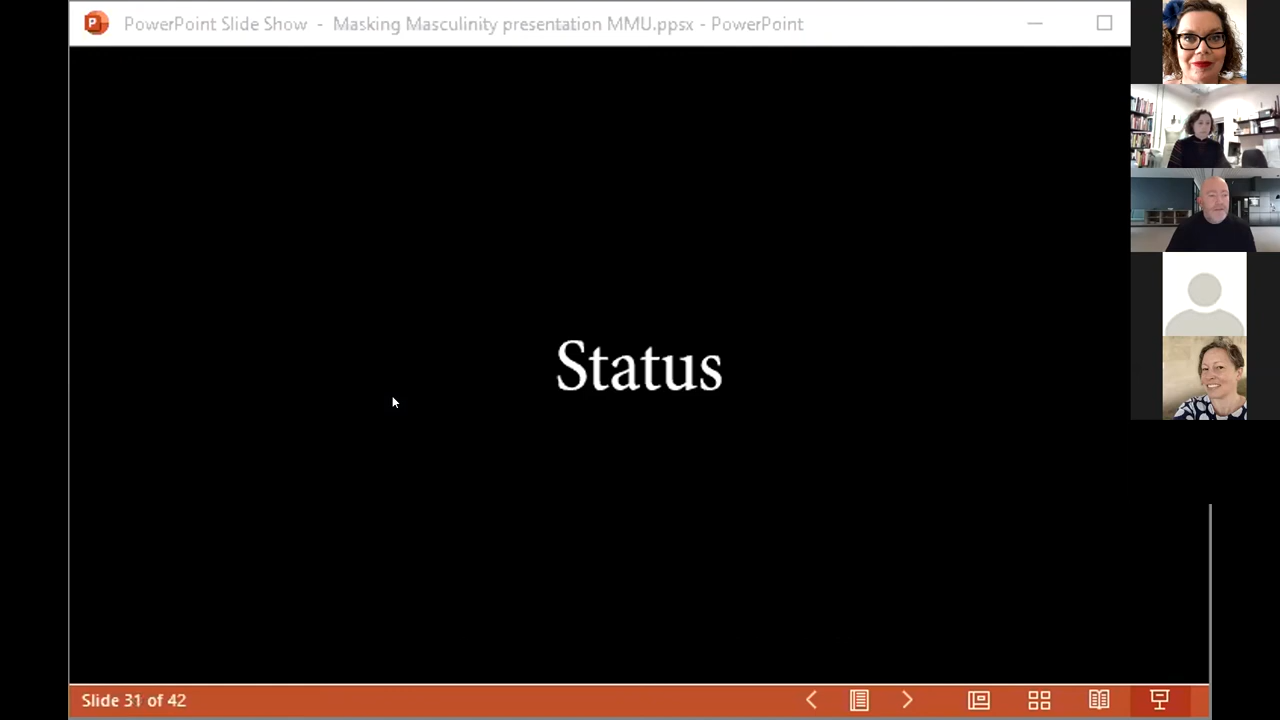 PowerPoint Slide Show - Masking Masculinity presentation MMU.ppsx - PowerPoint
Status
Slide 31 of 42